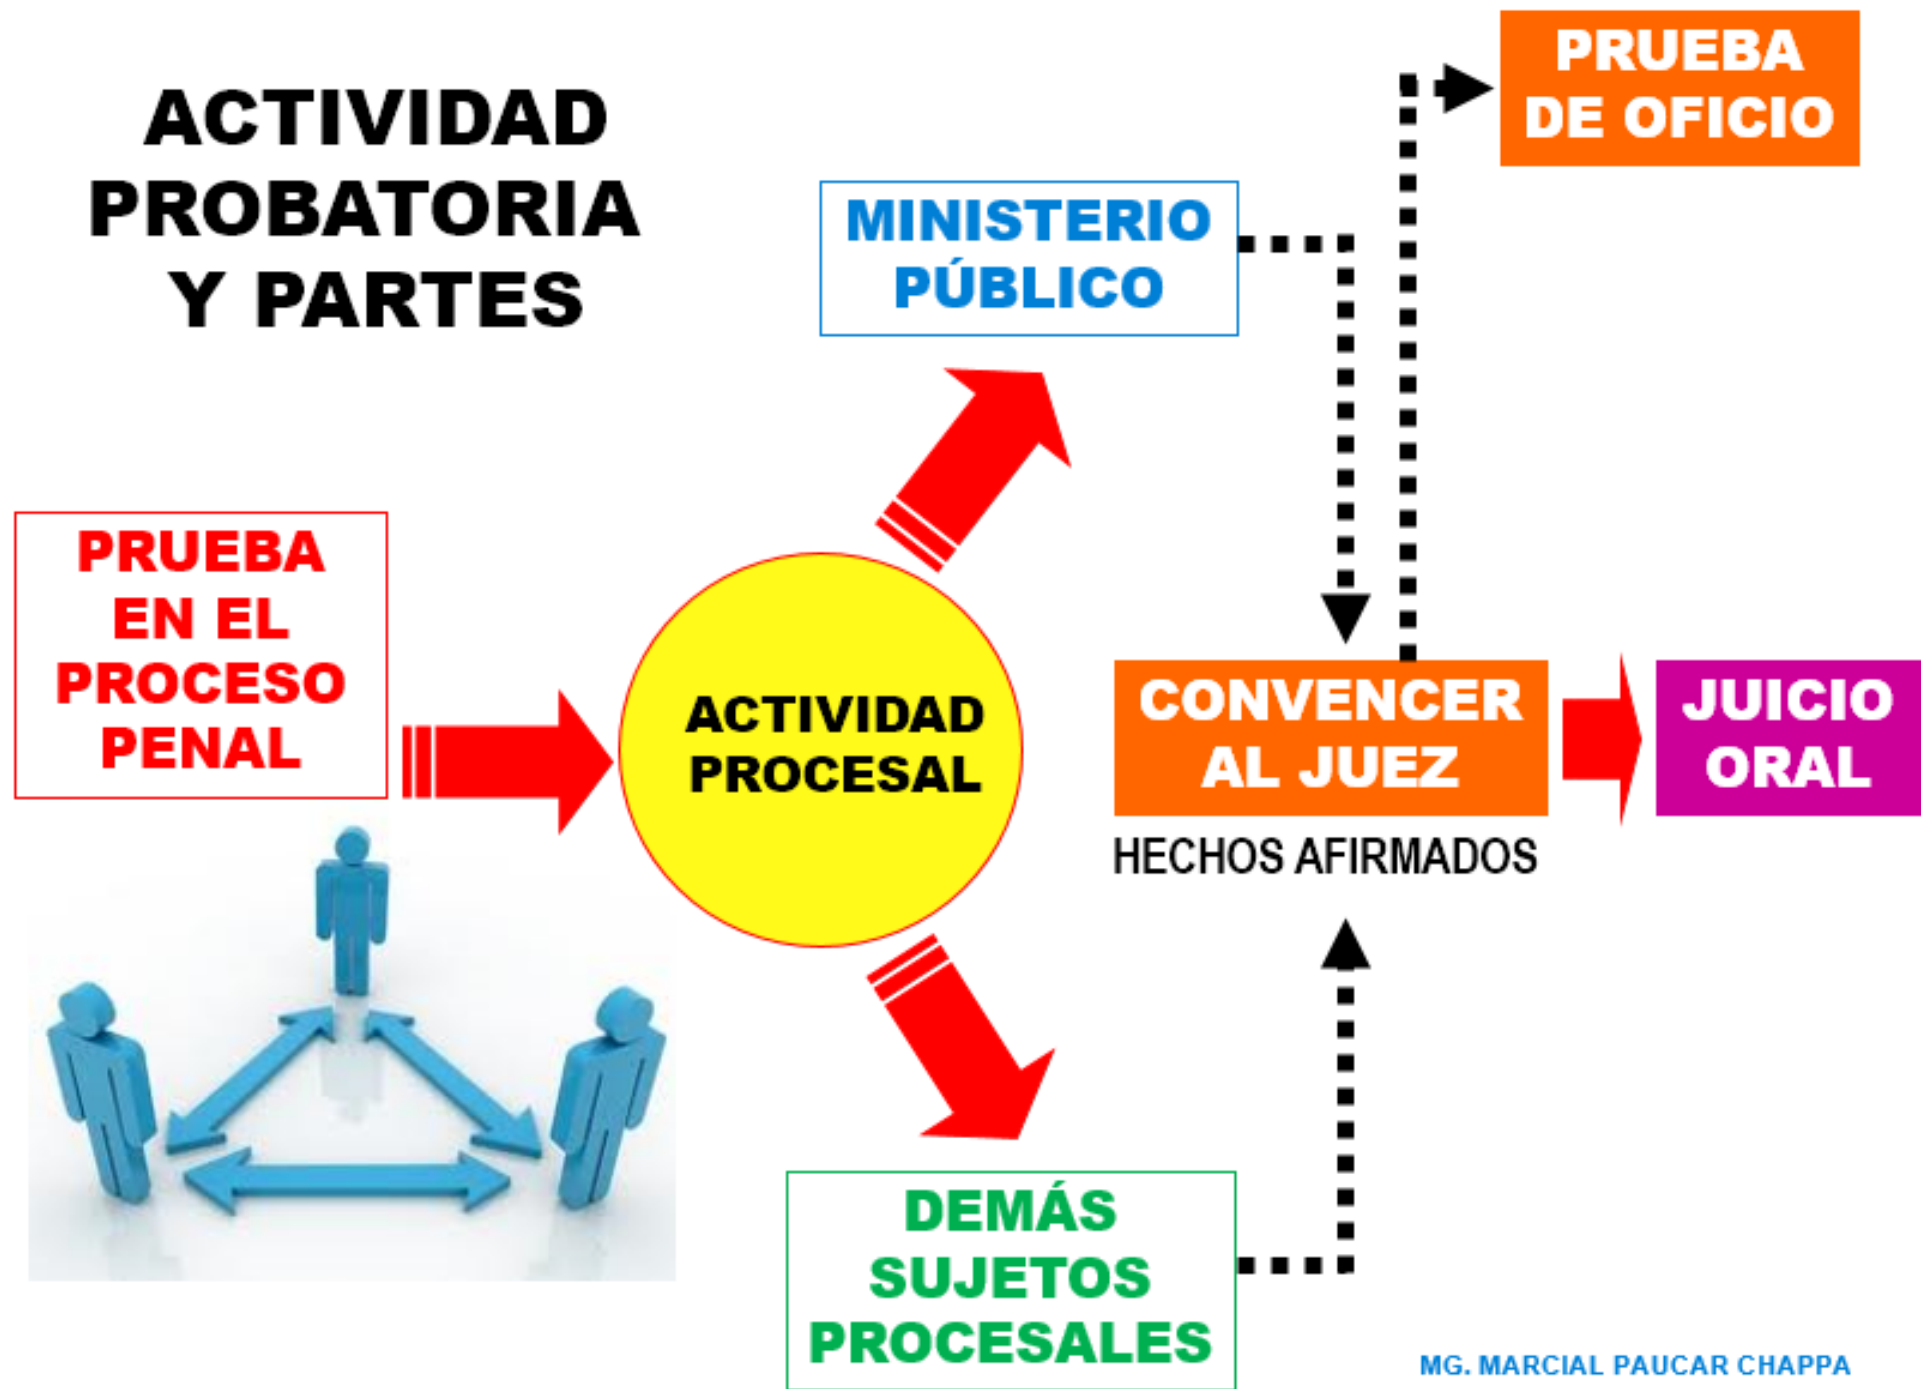 ACTIVIDAD
PROBATORIA
Y PARTES
PRUEBA
DE OFICIO
MINISTERIO
PÚBLICO
PRUEBA
EN EL
PROCESO
PENAL
ACTIVIDAD
PROCESAL
CONVENCER
AL JUEZ
HECHOS AFIRMADOS
JUICIO
ORAL
DEMÁS
SUJETOS
PROCESALES
MG. MARCIAL PAUCAR CHAPPA